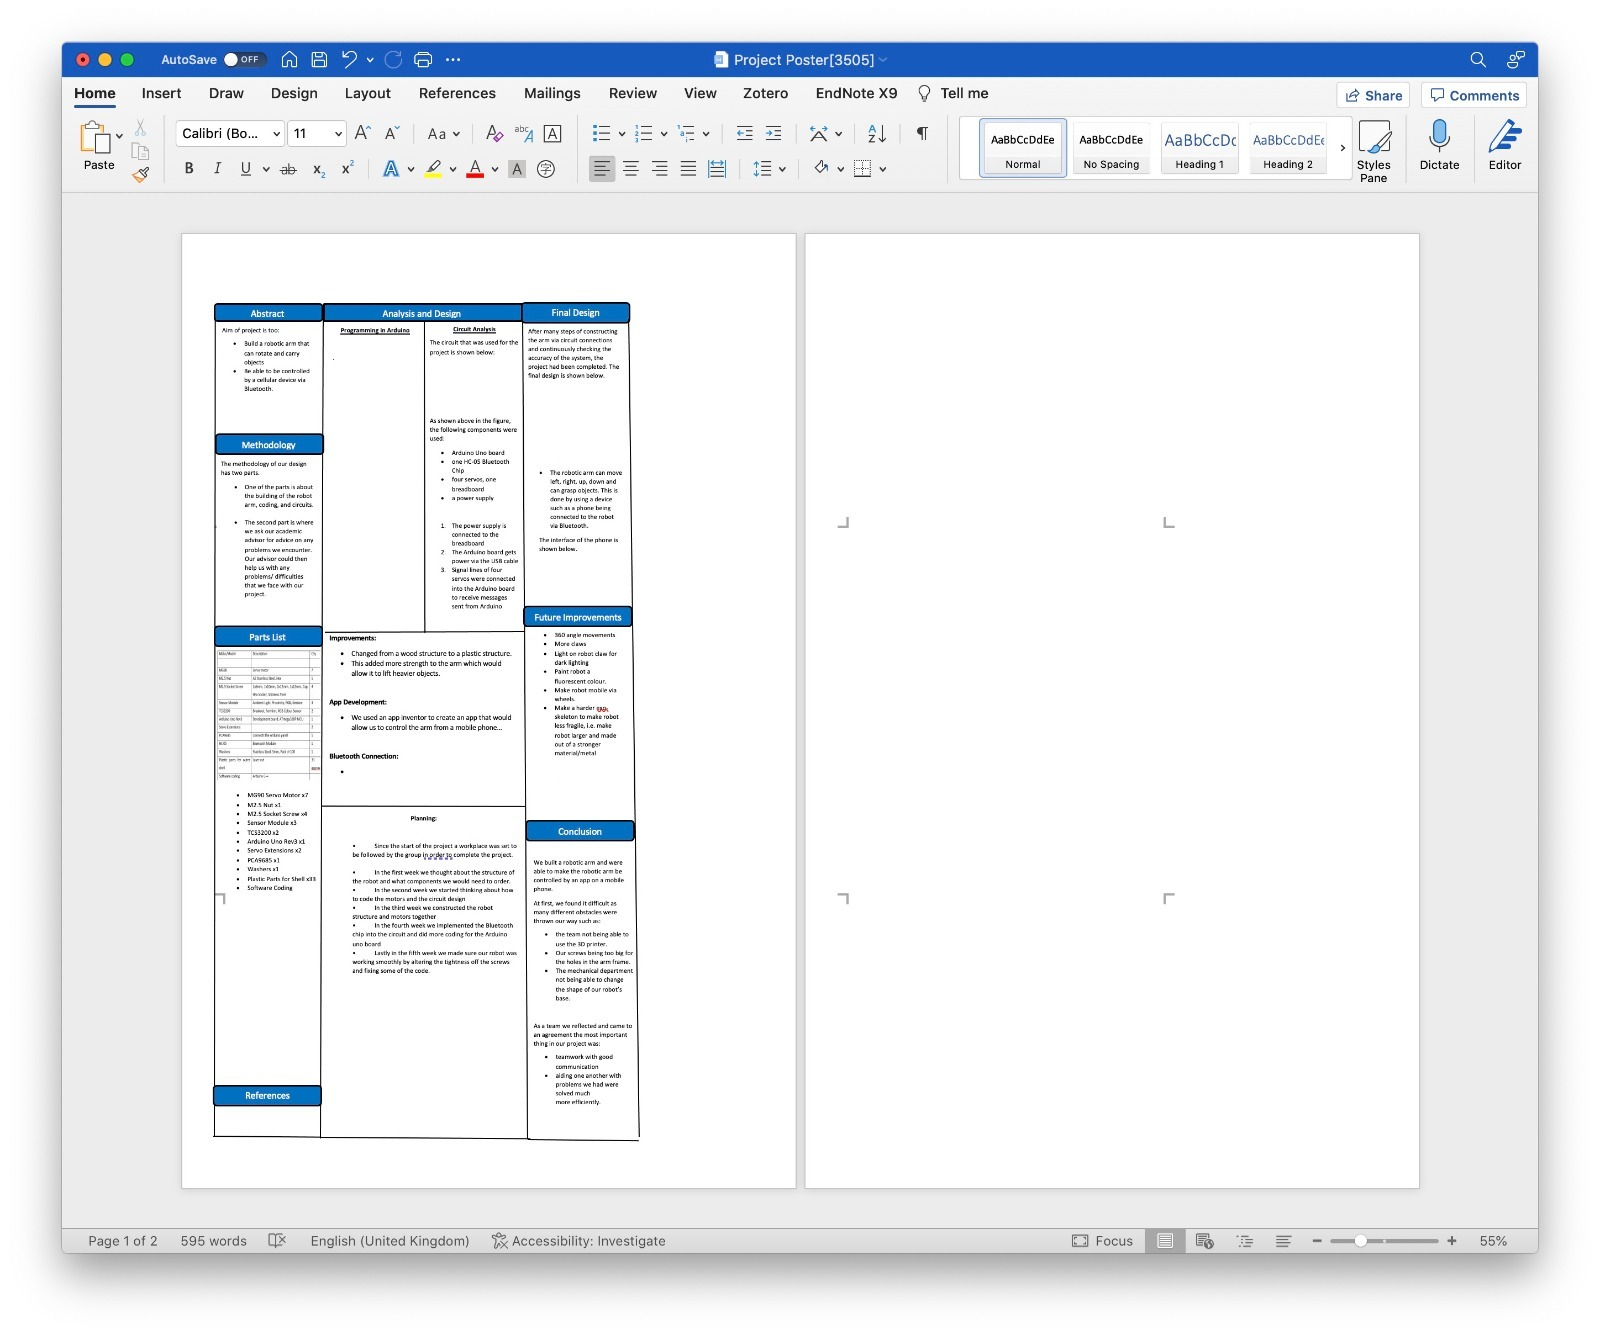 AutoSave OFF
Project Poster[3505]
Home Insert Draw Design Layout References Mailings Review View Zotero EndNote X9 Tell me
Share Comments
Paste
Calibri (Bo... 11
AaBbCcDdEe AaBbCcDdEe AaBbCcDc AaBbCcDdEe
Normal No Spacing Heading 1 Heading 2
Styles
Pane
Dictate
Editor
Abstract
Aim of project is too:
• Build a robotic arm that
can rotate and carry
objects
• Be able to be controlled
by a cellular device via
Bluetooth.
Methodology
The methodology of our design
has two parts.
• One of the parts is about
the building of the robot
arm, coding, and circuits.
• The second part is where
we ask our academic
advisor for advice on any
problems we encounter.
Our advisor could then
help us with any
problems/ difficulties
that we face with our
project.
Parts List
• MG90 Servo Motor x7
• M2.5 Nut x1
• M2.5 Socket Screw x4
• Sensor Module x3
• TCS3200 x2
• Arduino Uno Rev3 x1
• Servo Extensions x2
• PCA9685 x1
• Washers x1
• Plastic Parts for Shell x33
• Software Coding
References
Analysis and Design
Programming in Arduino
Circuit Analysis
The circuit that was used for the
project is shown below:
As shown above in the figure,
the following components were
used:
• Arduino Uno board
• one HC-05 Bluetooth
Chip
• four servos, one
breadboard
• a power supply
1. The power supply is
connected to the
breadboard
2. The Arduino board gets
power via the USB cable
3. Signal lines of four
servos were connected
into the Arduino board
to receive messages
sent from Arduino
Improvements:
• Changed from a wood structure to a plastic structure.
• This added more strength to the arm which would
allow it to lift heavier objects.
App Development:
• We used an app inventor to create an app that would
allow us to control the arm from a mobile phone...
Bluetooth Connection:
•
Planning:
• Since the start of the project a workplace was set to
be followed by the group in order to complete the project.
• In the first week we thought about the structure of
the robot and what components we would need to order.
• In the second week we started thinking about how
to code the motors and the circuit design
• In the third week we constructed the robot
structure and motors together
• In the fourth week we implemented the Bluetooth
chip into the circuit and did more coding for the Arduino
uno board
• Lastly in the fifth week we made sure our robot was
working smoothly by altering the tightness off the screws
and fixing some of the code.
Final Design
After many steps of constructing
the arm via circuit connections
and continuously checking the
accuracy of the system, the
project had been completed. The
final design is shown below.
• The robotic arm can move
left, right, up, down and
can grasp objects. This is
done by using a device
such as a phone being
connected to the robot
via Bluetooth.
The interface of the phone is
shown below.
Future Improvements
• 360 angle movements
• More claws
• Light on robot claw for
dark lighting
• Paint robot a
fluorescent colour.
• Make robot mobile via
wheels
• Make a harder
skeleton to make robot
less fragile, i.e. make
robot larger and made
out of a stronger
material/metal
Conclusion
We built a robotic arm and were
able to make the robotic arm be
controlled by an app on a mobile
phone.
At first, we found it difficult as
many different obstacles were
thrown our way such as:
• the team not being able to
use the 3D printer.
• Our screws being too big for
the holes in the arm frame.
• The mechanical department
not being able to change
the shape of our robot's
base.
As a team we reflected and came to
an agreement the most important
thing in our project was:
• teamwork with good
communication
• aiding one another with
problems we had were
solved much
more efficiently.
Page 1 of 2 595 words English (United Kingdom) Accessibility: Investigate Focus 55%